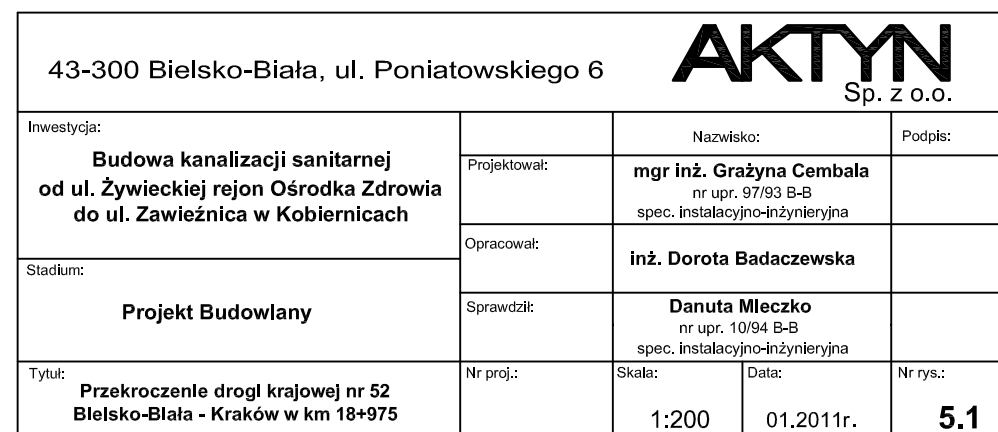 43-300 Bielsko-Biała, ul. Poniatowskiego 6
AKTYN
Sp. z o.o.
Inwestycja:
Budowa kanalizacji sanitarnej
od ul. Żywieckiej rejon Ośrodka Zdrowia
do ul. Zawieźnica w Kobiernicach
Nazwisko:
Podpis:
Projektował:
mgr inż. Grażyna Cembala
nr upr. 97/93 B-B
spec. instalacyjno-inżynieryjna
Opracował:
inż. Dorota Badaczewska
Stadium:
Projekt Budowlany
Sprawdził:
Danuta Mleczko
nr upr. 10/94 B-B
spec. instalacyjno-inżynieryjna
Tytuł:
Przekroczenie drogi krajowej nr 52
Bielsko-Biała - Kraków w km 18+975
Nr proj.:
Skala:
1:200
Data:
01.2011r.
Nr rys.:
5.1